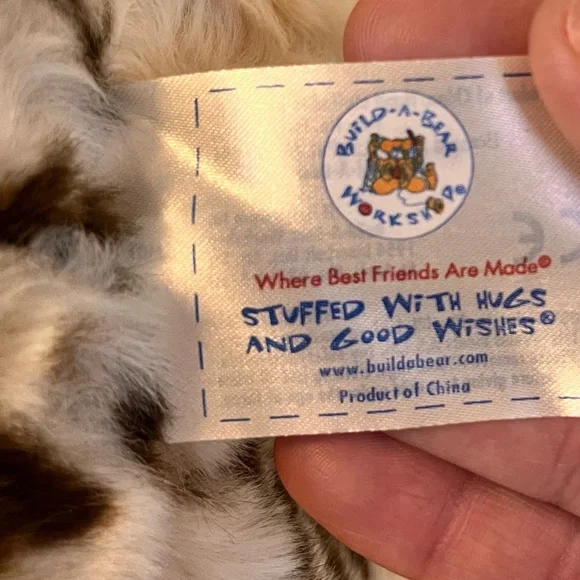 BUILD-A-BEAR
WORKSHOP®
Where Best Friends Are Made®
STUFFED WiTH HUGS
AND GOOD WiSHES®
www.buildabear.com
Product of China